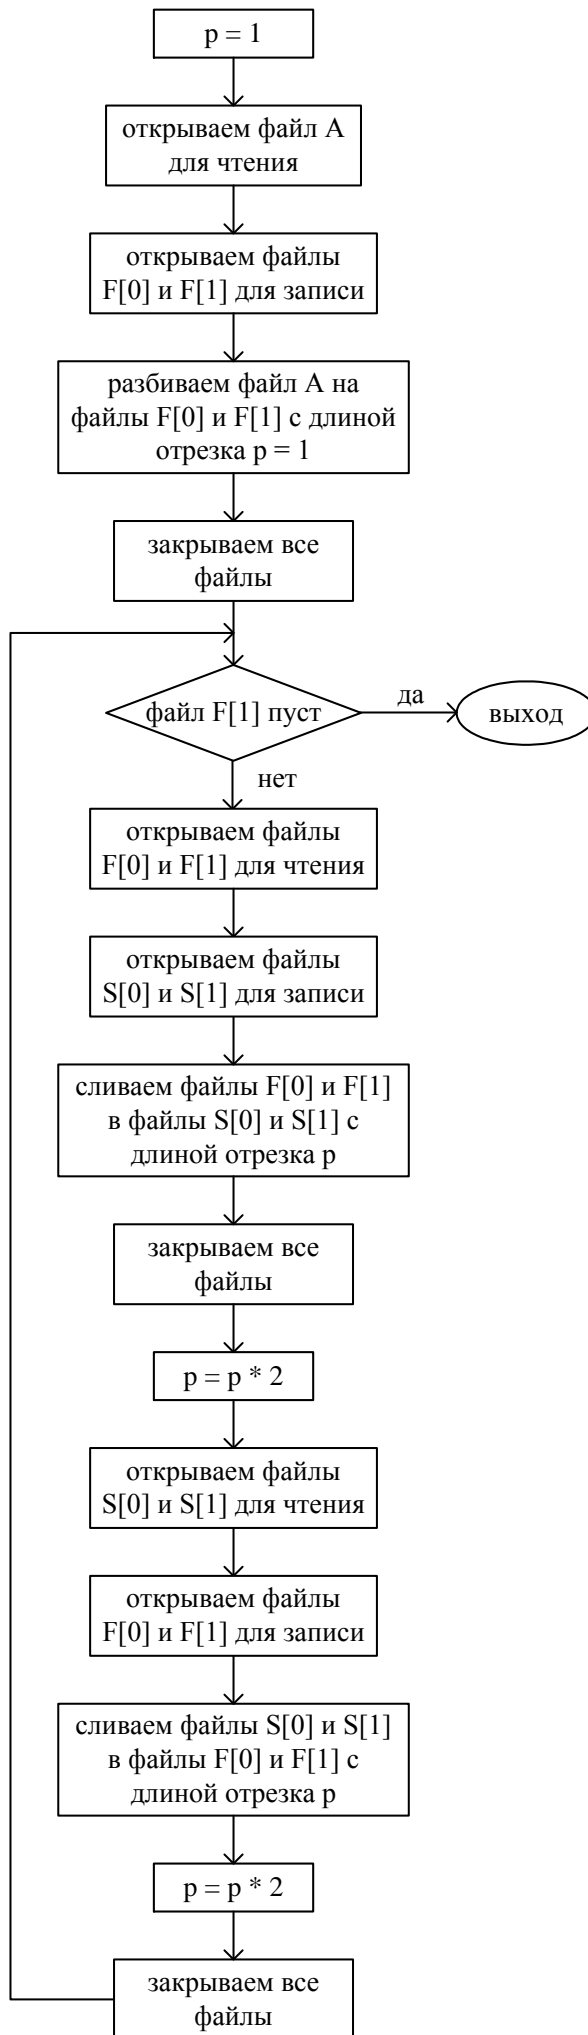 p = 1
открываем файл A
для чтения
открываем файлы
F[0] и F[1] для записи
разбиваем файл A на
файлы F[0] и F[1] с длиной
отрезка p = 1
закрываем все
файлы
файл F[1] пуст
да
выход
нет
открываем файлы
F[0] и F[1] для чтения
открываем файлы
S[0] и S[1] для записи
сливаем файлы F[0] и F[1]
в файлы S[0] и S[1] с
длиной отрезка p
закрываем все
файлы
p = p * 2
открываем файлы
S[0] и S[1] для чтения
открываем файлы
F[0] и F[1] для записи
сливаем файлы S[0] и S[1]
в файлы F[0] и F[1] с
длиной отрезка p
p = p * 2
закрываем все
файлы